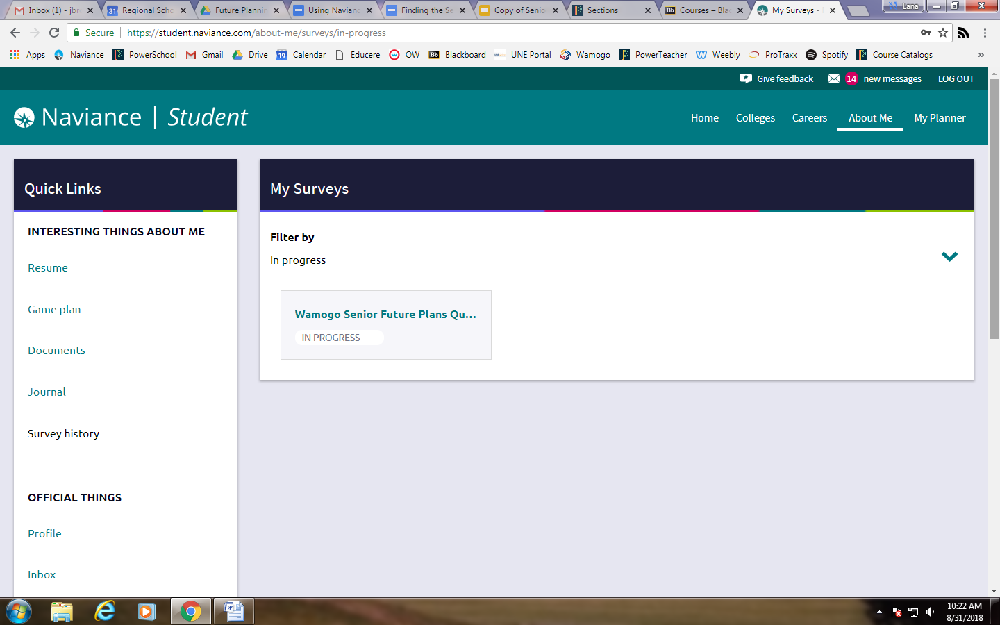 Inbox (1) - jbr
Regional Scho
Future Plannin
Using Navianc
Finding the Se
Copy of Senio
Sections
Courses – Bla
My Surveys -
Lana
Secure
https://student.naviance.com/about-me/surveys/in-progress
Apps
Naviance
PowerSchool
Gmail
Drive
Calendar
Educere
OW
Blackboard
UNE Portal
Wamogo
PowerTeacher
Weebly
ProTraxx
Spotify
Course Catalogs
Give feedback
14 new messages
LOG OUT
Naviance | Student
Home
Colleges
Careers
About Me
My Planner
Quick Links
INTERESTING THINGS ABOUT ME
Resume
Game plan
Documents
Journal
Survey history
OFFICIAL THINGS
Profile
Inbox
My Surveys
Filter by
In progress
Wamogo Senior Future Plans Qu...
IN PROGRESS
10:22 AM
8/31/2018